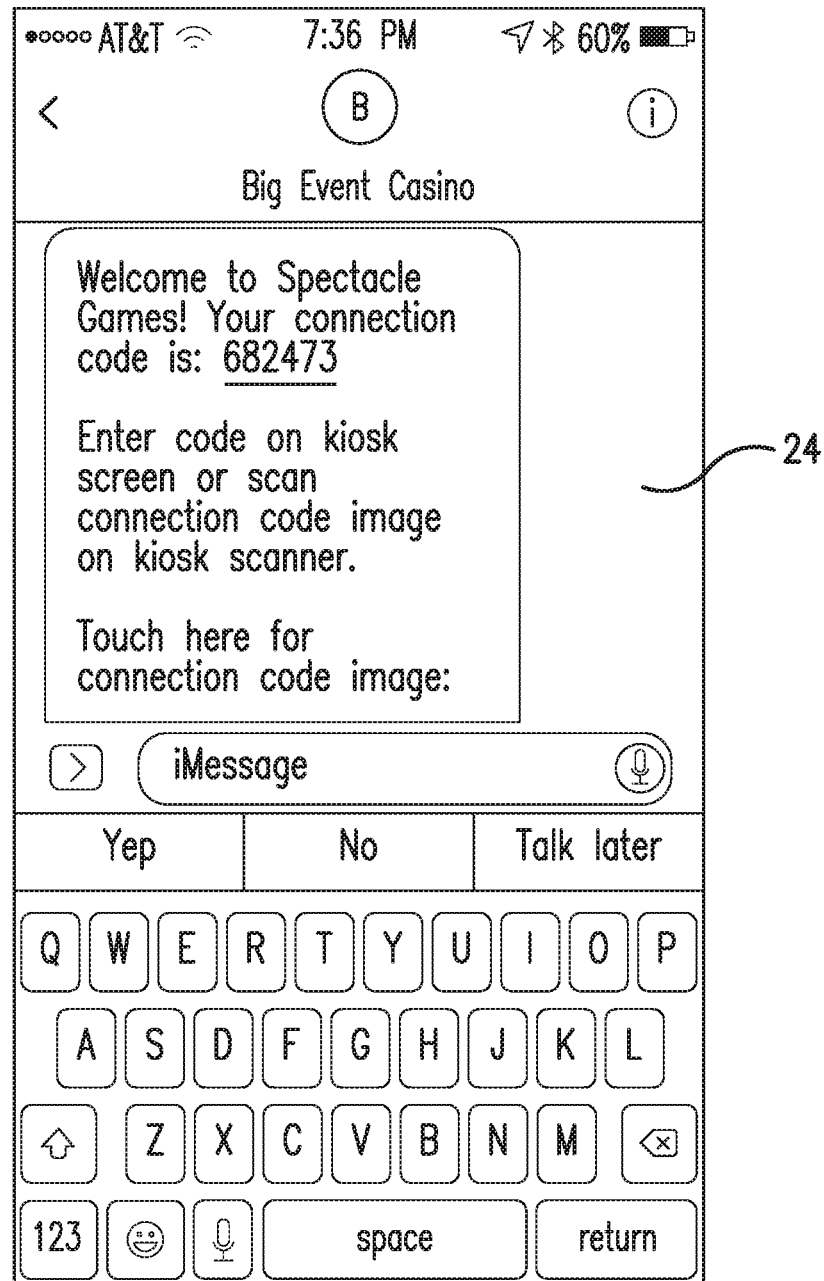 AT&T 7:36 PM 60%
B
i
Big Event Casino
Welcome to Spectacle
Games! Your connection
code is: 682473
Enter code on kiosk
screen or scan
connection code image
on kiosk scanner.
Touch here for
connection code image:
24
iMessage
Yep No Talk later
Q W E R T Y U I O P
A S D F G H J K L
Z X C V B N M
123 space return